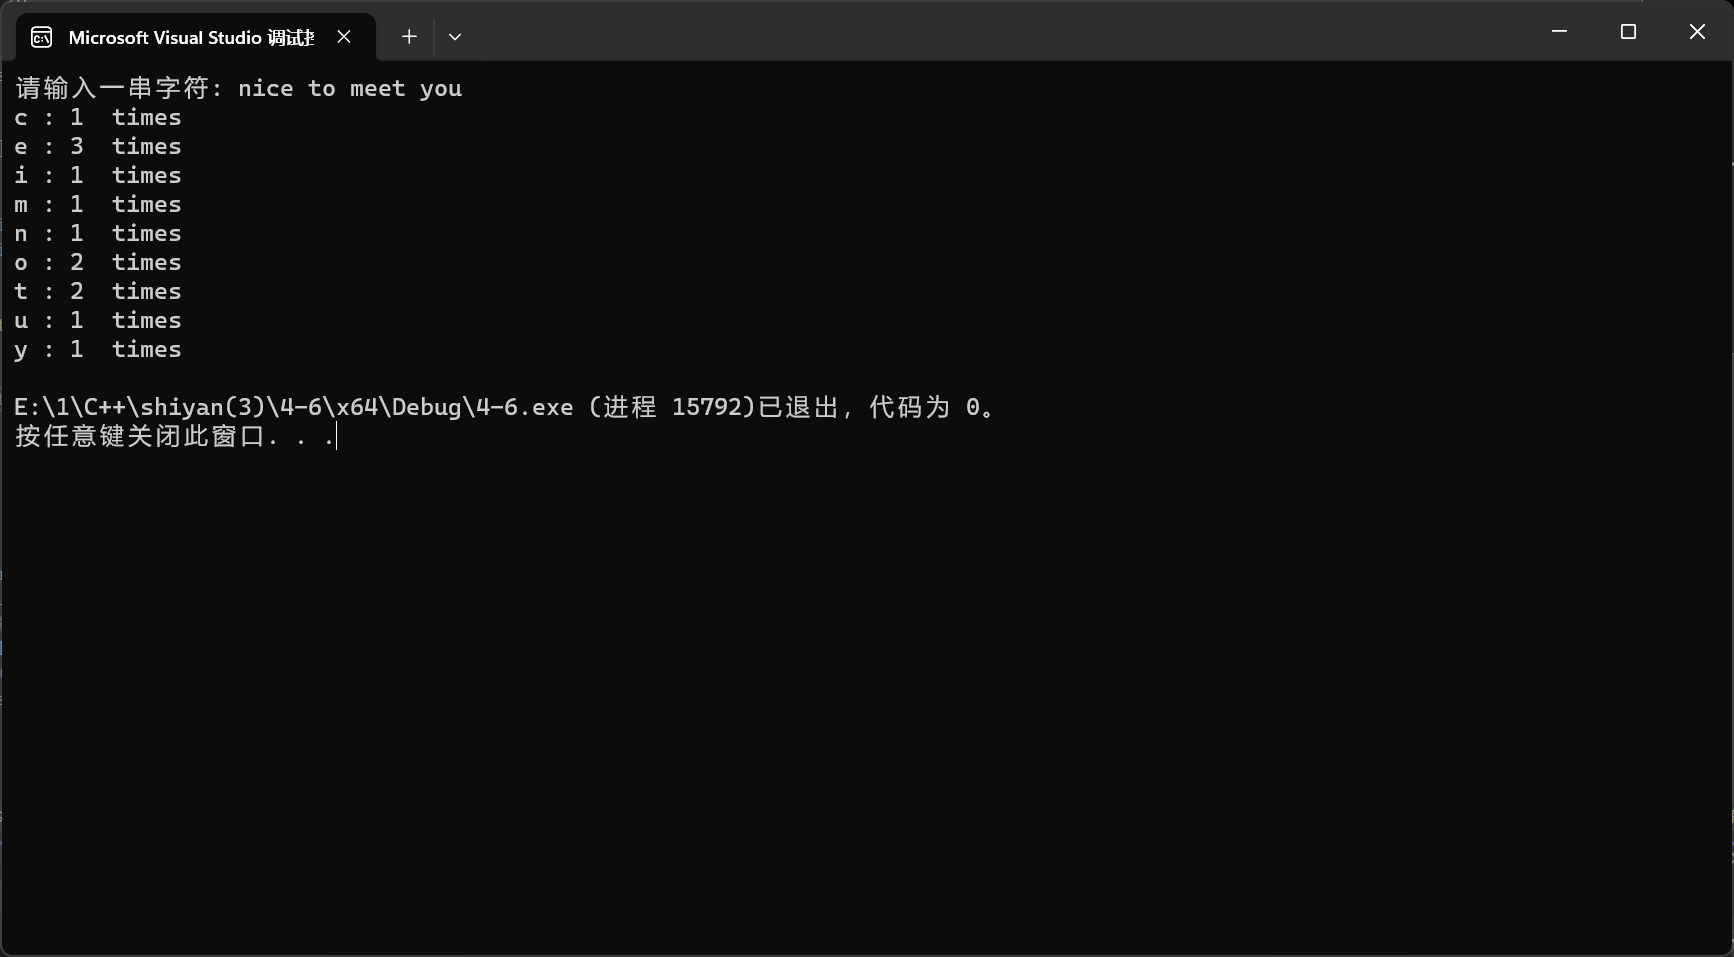 Microsoft Visual Studio 调试
请输入一串字符: nice to meet you
c : 1  times
e : 3  times
i : 1  times
m : 1  times
n : 1  times
o : 2  times
t : 2  times
u : 1  times
y : 1  times
E:\1\C++\shiyan(3)\4-6\x64\Debug\4-6.exe (进程 15792)已退出，代码为 0。
按任意键关闭此窗口. . .